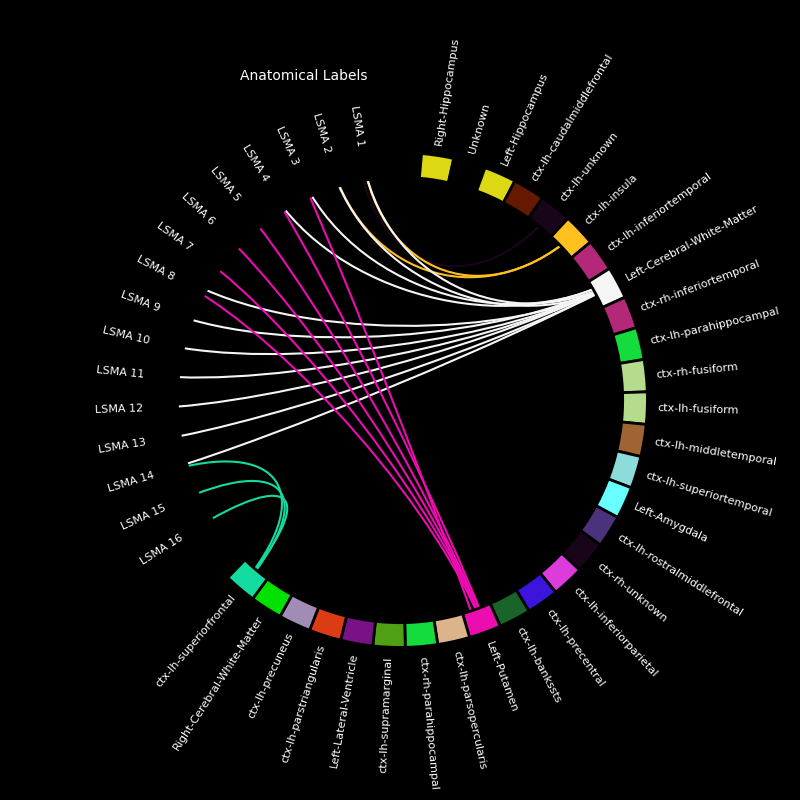 Anatomical Labels
LSMA 1
LSMA 2
LSMA 3
LSMA 4
LSMA 5
LSMA 6
LSMA 7
LSMA 8
LSMA 9
LSMA 10
LSMA 11
LSMA 12
LSMA 13
LSMA 14
LSMA 15
LSMA 16
Right-Hippocampus
Unknown
Left-Hippocampus
ctx-lh-caudalmiddlefrontal
ctx-lh-unknown
ctx-lh-insula
ctx-lh-inferiortemporal
Left-Cerebral-White-Matter
ctx-rh-inferiortemporal
ctx-lh-parahippocampal
ctx-rh-fusiform
ctx-lh-fusiform
ctx-lh-middletemporal
ctx-lh-superiortemporal
Left-Amygdala
ctx-lh-rostralmiddlefrontal
ctx-rh-unknown
ctx-lh-inferiorparietal
ctx-lh-precentral
ctx-lh-bankssts
Left-Putamen
ctx-lh-parsopercularis
ctx-rh-parahippocampal
ctx-lh-supramarginal
Left-Lateral-Ventricle
ctx-lh-parstriangularis
ctx-lh-precuneus
Right-Cerebral-White-Matter
ctx-lh-superiorfrontal